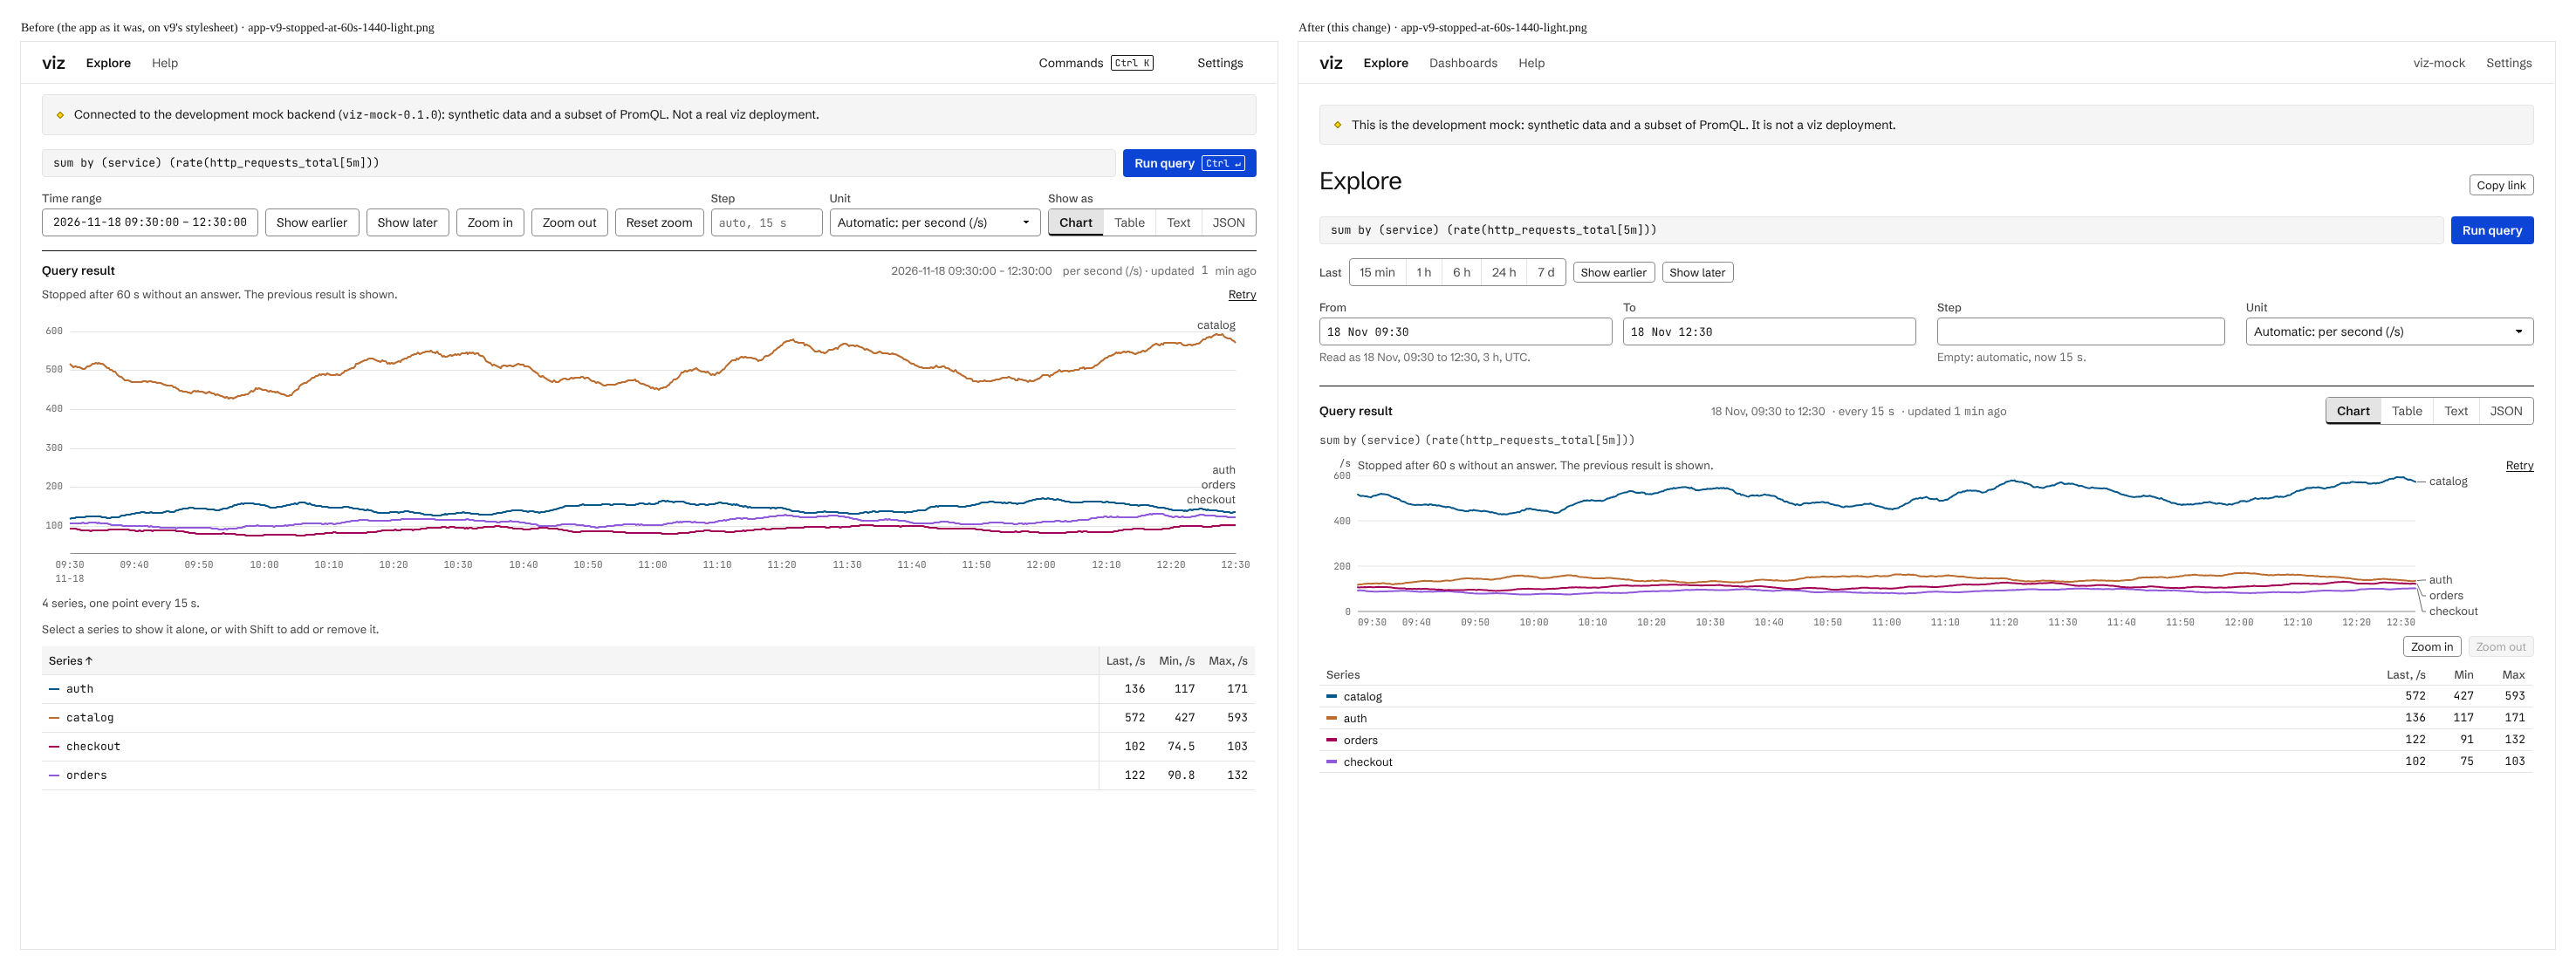 Before (the app as it was, on v9's stylesheet) · app-v9-stopped-at-60s-1440-light.png
viz Explore Help Commands Ctrl K Settings
Connected to the development mock backend (viz-mock-0.1.0): synthetic data and a subset of PromQL. Not a real viz deployment.
sum by (service) (rate(http_requests_total[5m])) Run query Ctrl ↵
Time range Step Unit Show as
2026-11-18 09:30:00 – 12:30:00 Show earlier Show later Zoom in Zoom out Reset zoom auto, 15 s Automatic: per second (/s) Chart Table Text JSON
Query result 2026-11-18 09:30:00 – 12:30:00 per second (/s) · updated 1 min ago
Stopped after 60 s without an answer. The previous result is shown. Retry
catalog
600
500
400
300
auth
200 orders
checkout
100
09:30 09:40 09:50 10:00 10:10 10:20 10:30 10:40 10:50 11:00 11:10 11:20 11:30 11:40 11:50 12:00 12:10 12:20 12:30
11-18
4 series, one point every 15 s.
Select a series to show it alone, or with Shift to add or remove it.
Series ↑ Last, /s Min, /s Max, /s
auth 136 117 171
catalog 572 427 593
checkout 102 74.5 103
orders 122 90.8 132
After (this change) · app-v9-stopped-at-60s-1440-light.png
viz Explore Dashboards Help viz-mock Settings
This is the development mock: synthetic data and a subset of PromQL. It is not a viz deployment.
Explore Copy link
sum by (service) (rate(http_requests_total[5m])) Run query
Last 15 min 1 h 6 h 24 h 7 d Show earlier Show later
From To Step Unit
18 Nov 09:30 18 Nov 12:30 Automatic: per second (/s)
Read as 18 Nov, 09:30 to 12:30, 3 h, UTC. Empty: automatic, now 15 s.
Query result 18 Nov, 09:30 to 12:30 · every 15 s · updated 1 min ago Chart Table Text JSON
sum by (service) (rate(http_requests_total[5m]))
/s Stopped after 60 s without an answer. The previous result is shown. Retry
600
catalog
400
200
auth
orders
0 checkout
09:30 09:40 09:50 10:00 10:10 10:20 10:30 10:40 10:50 11:00 11:10 11:20 11:30 11:40 11:50 12:00 12:10 12:20 12:30
Zoom in Zoom out
Series Last, /s Min Max
catalog 572 427 593
auth 136 117 171
orders 122 91 132
checkout 102 75 103